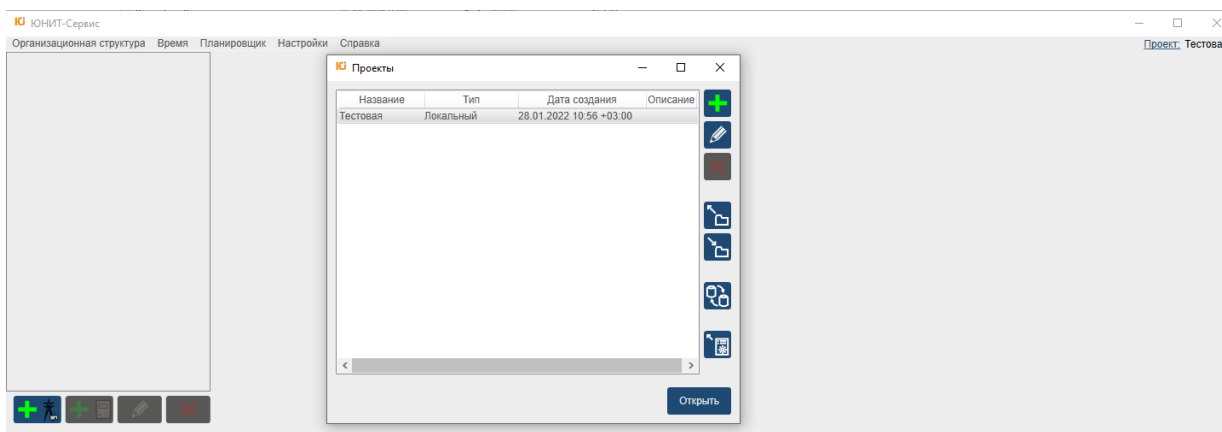 ЮНИТ-Сервис
Организационная структура Время Планировщик Настройки Справка Проект: Тестова
Проекты
Название Тип Дата создания Описание
Тестовая Локальный 28.01.2022 10:56 +03:00
Открыть